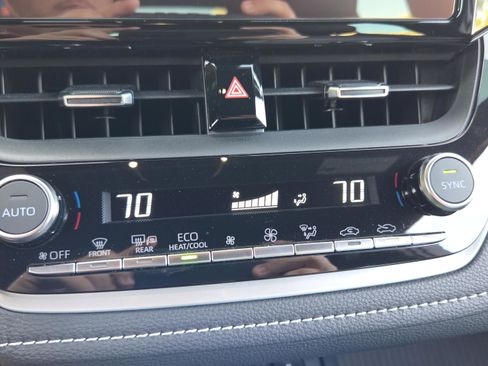 70
70
AUTO
SYNC
OFF
FRONT
REAR
ECO
HEAT/COOL